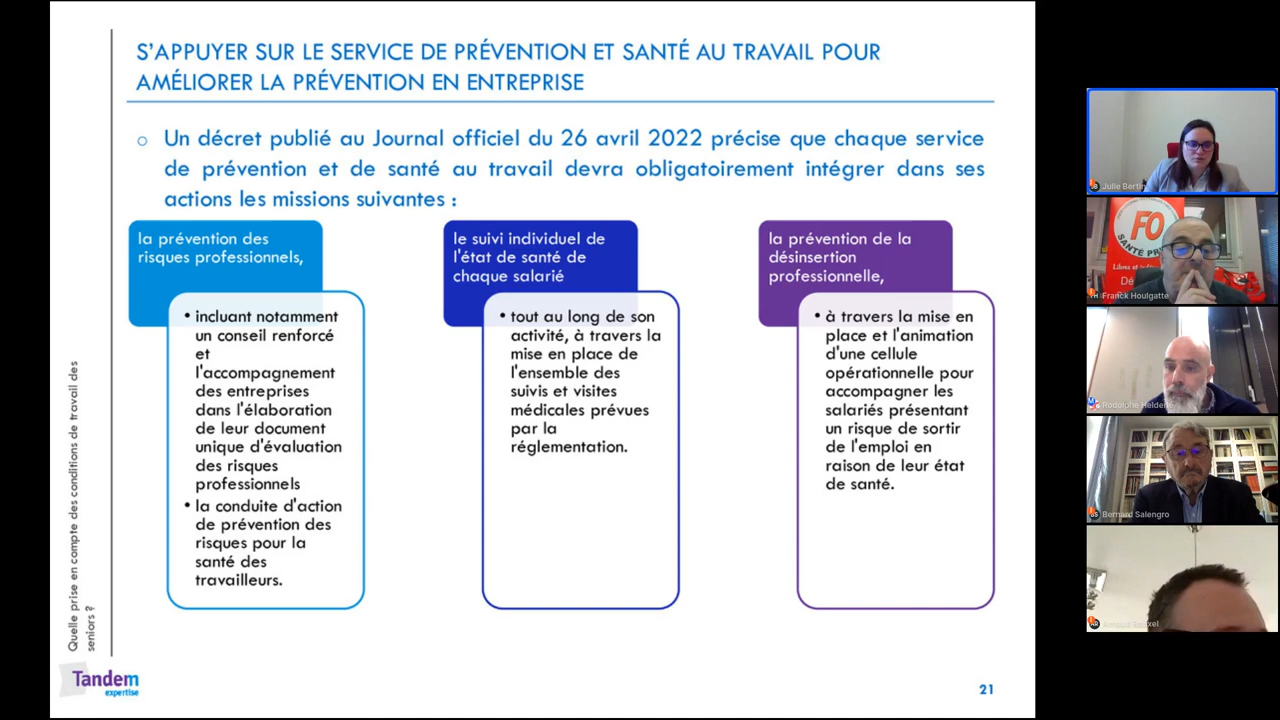 S'APPUYER SUR LE SERVICE DE PRÉVENTION ET SANTÉ AU TRAVAIL POUR
AMÉLIORER LA PRÉVENTION EN ENTREPRISE
o Un décret publié au Journal officiel du 26 avril 2022 précise que chaque service
de prévention et de santé au travail devra obligatoirement intégrer dans ses
actions les missions suivantes :
la prévention des
risques professionnels,
• incluant notamment
un conseil renforcé
et
l'accompagnement
des entreprises
dans l'élaboration
de leur document
unique d'évaluation
des risques
professionnels
• la conduite d'action
de prévention des
risques pour la
santé des
travailleurs.
le suivi individuel de
l'état de santé de
chaque salarié
• tout au long de son
activité, à travers la
mise en place de
l'ensemble des
suivis et visites
médicales prévues
par la
réglementation.
la prévention de la
désinsertion
professionnelle,
• à travers la mise en
place et l'animation
d'une cellule
opérationnelle pour
accompagner les
salariés présentant
un risque de sortir
de l'emploi en
raison de leur état
de santé.
Quelle prise en compte des conditions de travail des
seniors ?
Tandem
expertise
21
Julie Bertin
FO
SANTÉ
Franck Houlgatte
Rodolphe
Bernard Salengro